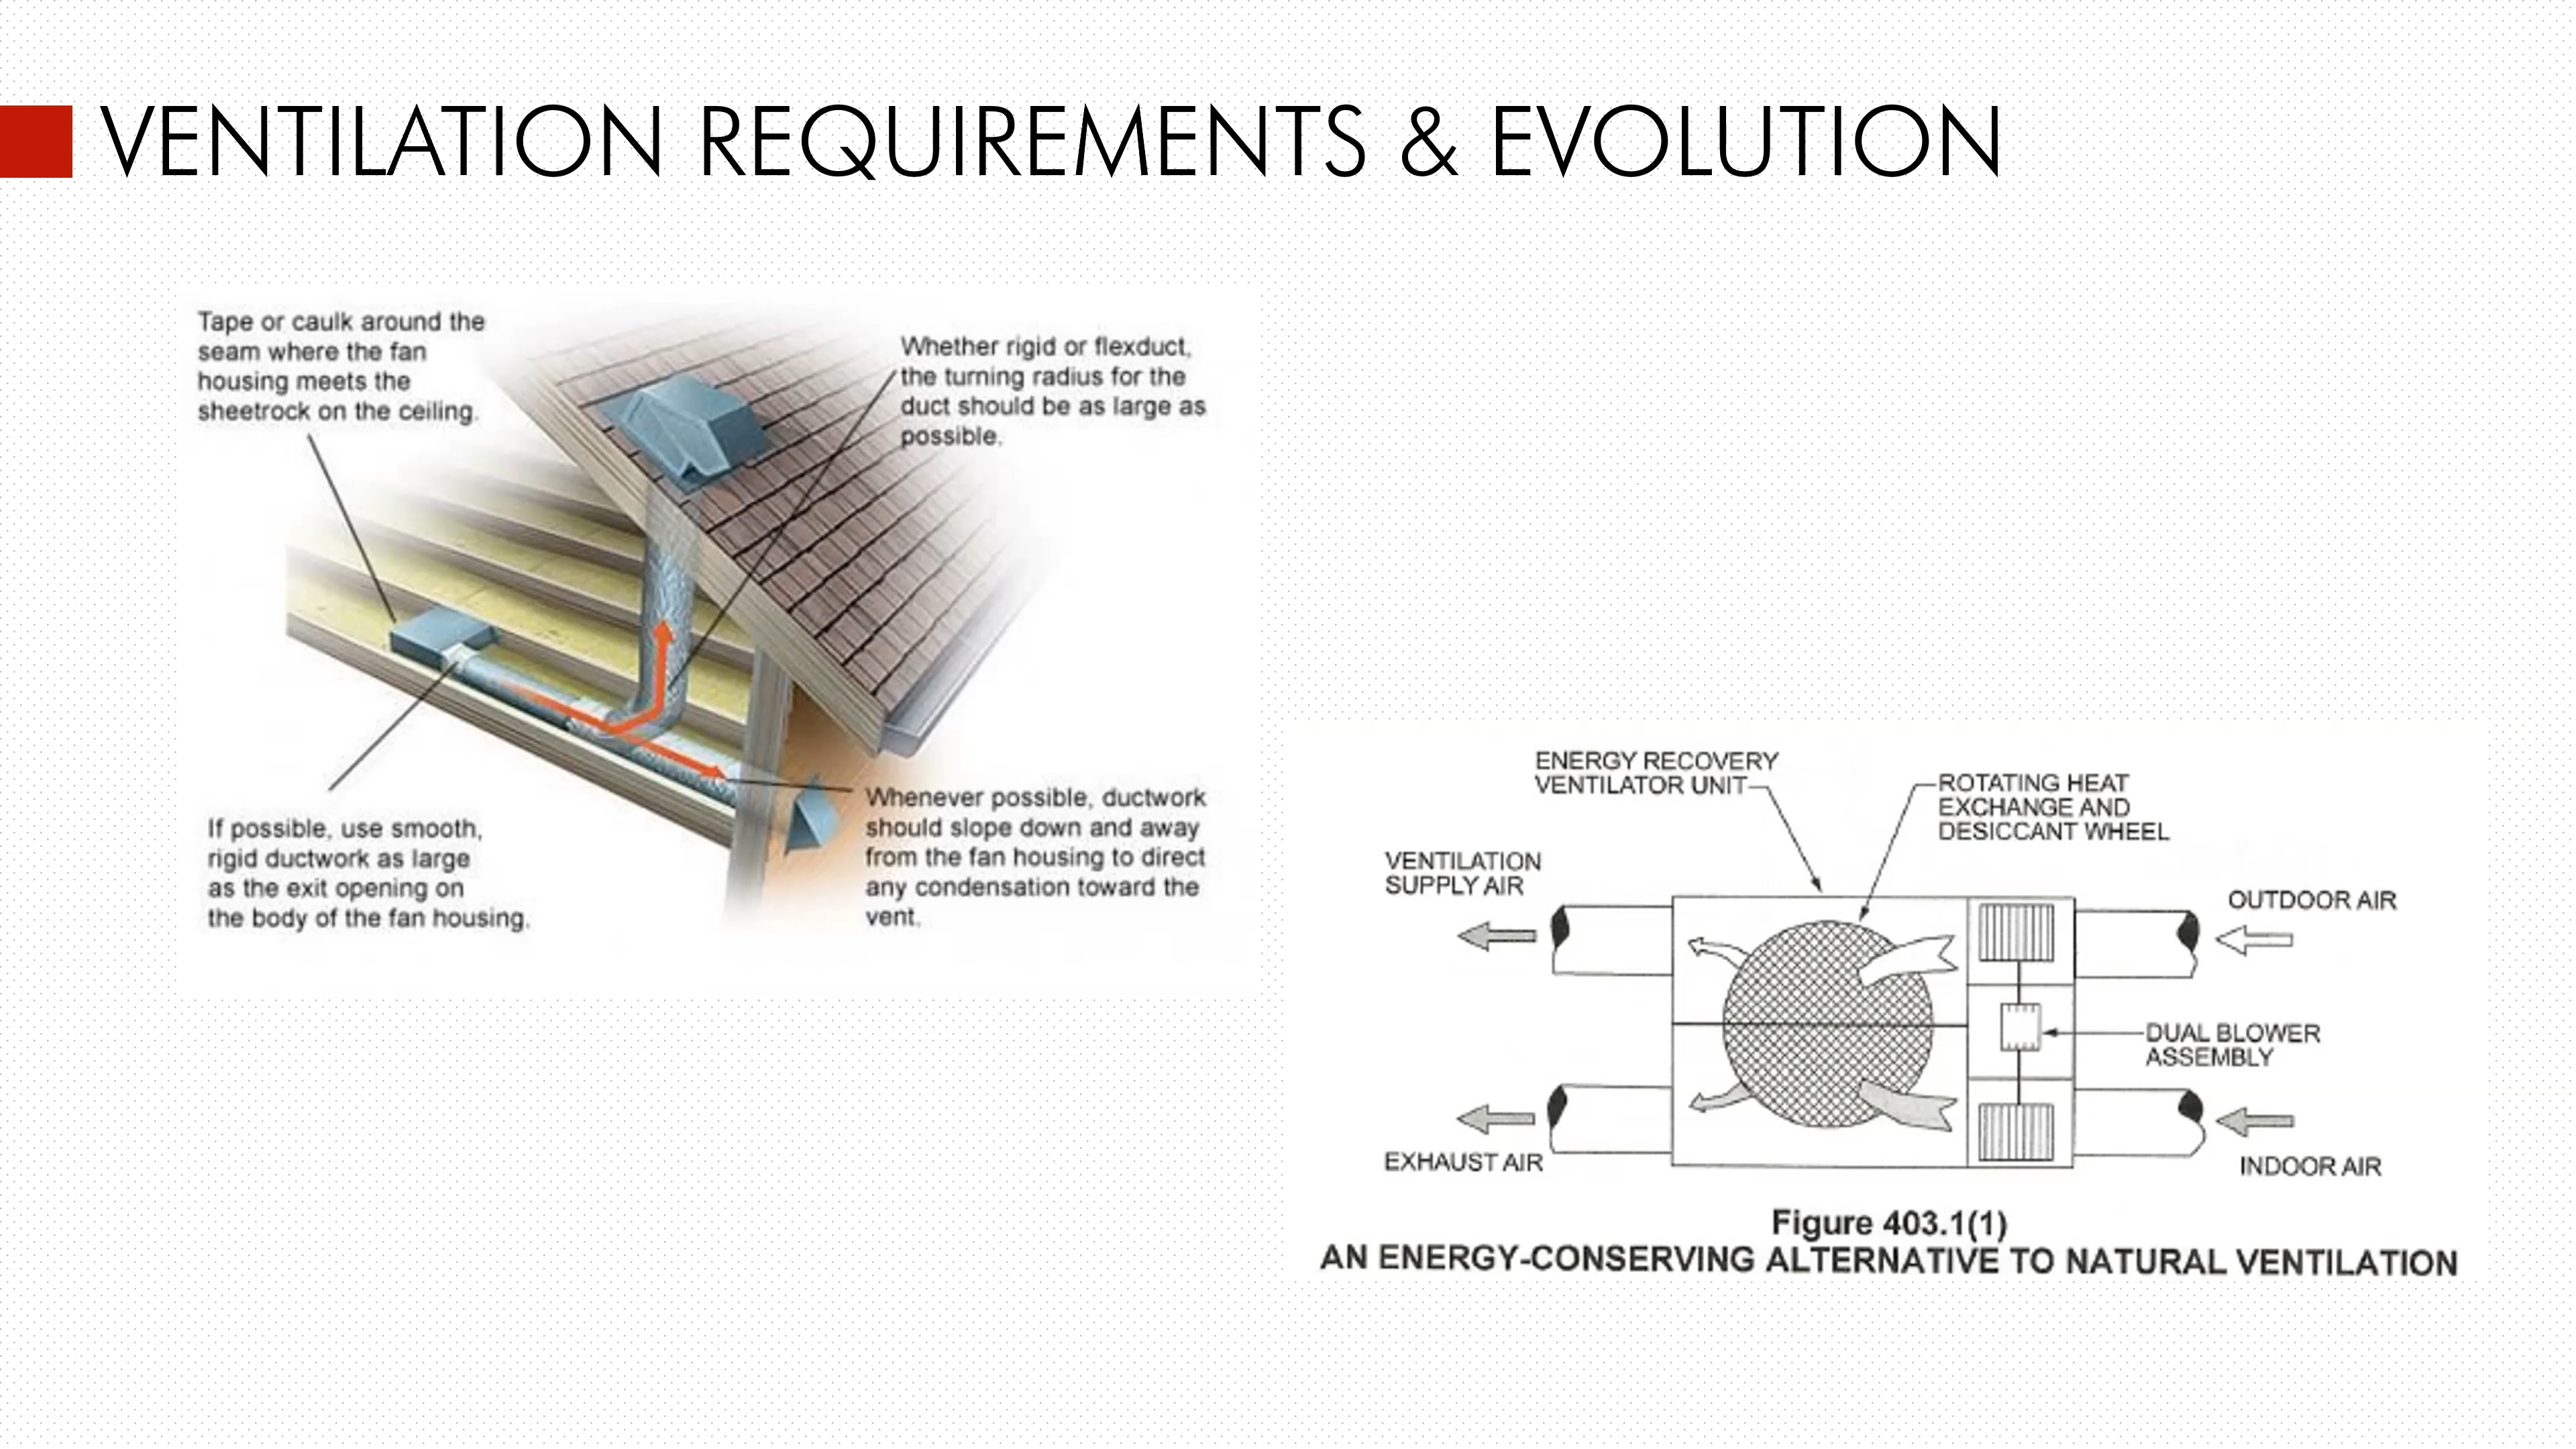 VENTILATION REQUIREMENTS & EVOLUTION
Tape or caulk around the
seam where the fan
housing meets the
sheetrock on the ceiling.
Whether rigid or flexduct,
the turning radius for the
duct should be as large as
possible.
If possible, use smooth,
rigid ductwork as large
as the exit opening on
the body of the fan housing.
Whenever possible, ductwork
should slope down and away
from the fan housing to direct
any condensation toward the
vent.
ENERGY RECOVERY
VENTILATOR UNIT
ROTATING HEAT
EXCHANGE AND
DESICCANT WHEEL
VENTILATION
SUPPLY AIR
OUTDOOR AIR
DUAL BLOWER
ASSEMBLY
EXHAUST AIR
INDOOR AIR
Figure 403.1(1)
AN ENERGY-CONSERVING ALTERNATIVE TO NATURAL VENTILATION